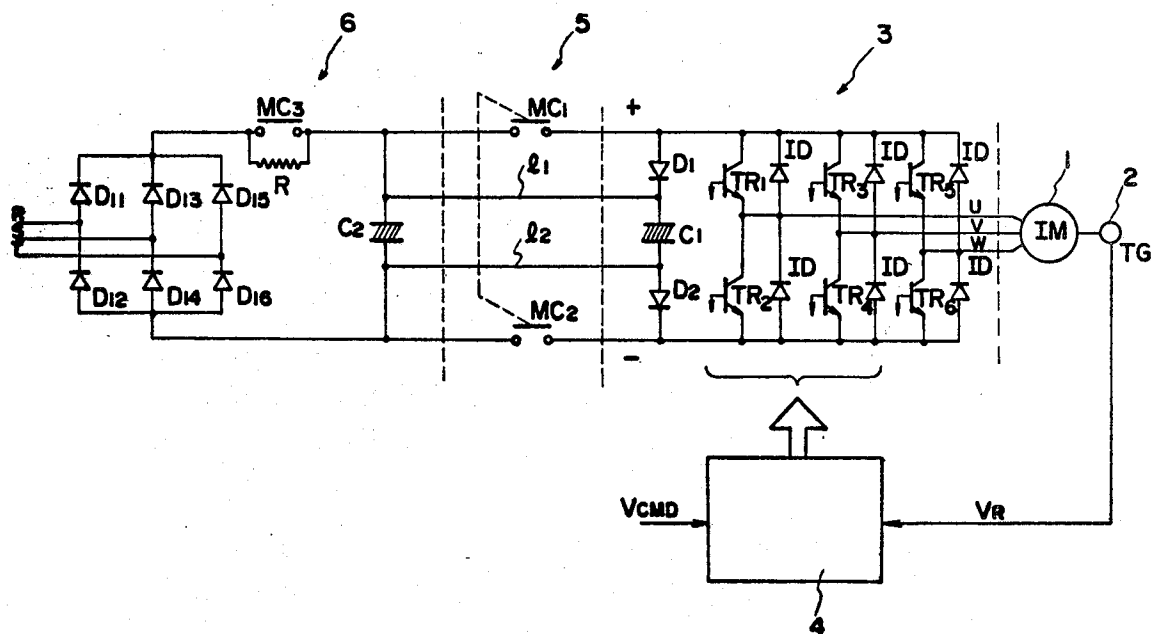 6
5
3
MC3
MC1
+
R
ℓ1
D1
ID
ID
ID
1
2
D11
D13
D15
TR1
TR3
TR5
U
V
W
IM
TG
C2
ℓ2
C1
D12
D14
D16
D2
TR2
ID
TR4
ID
TR6
ID
MC2
-
VCMD
VR
4